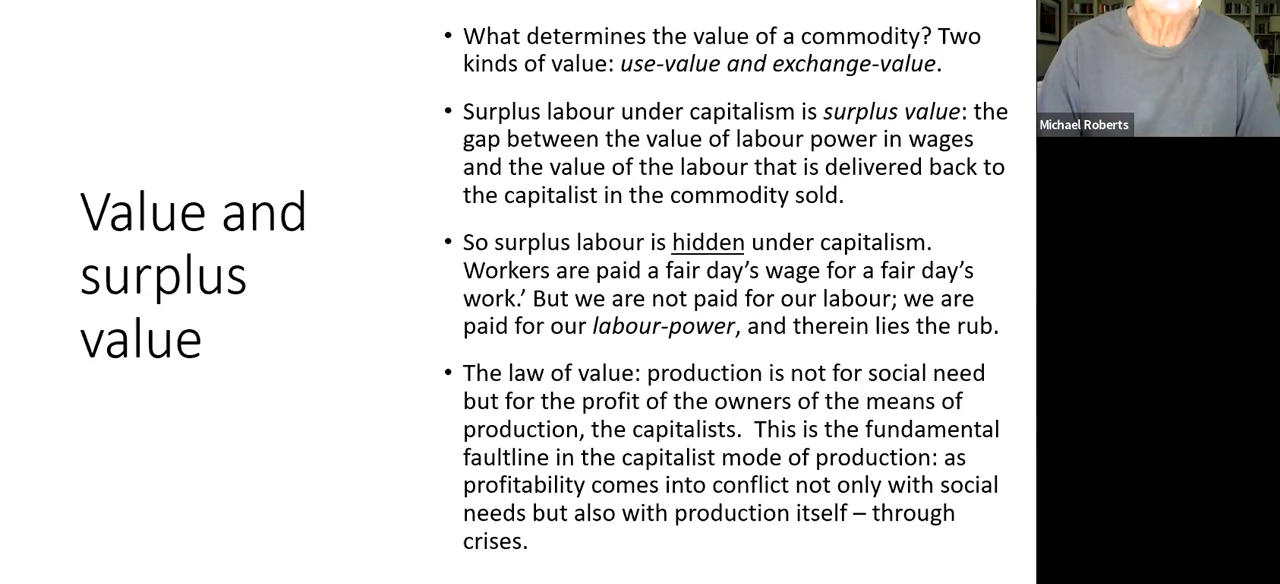 Value and
surplus
value
• What determines the value of a commodity? Two
kinds of value: use-value and exchange-value.
• Surplus labour under capitalism is surplus value: the
gap between the value of labour power in wages
and the value of the labour that is delivered back to
the capitalist in the commodity sold.
• So surplus labour is hidden under capitalism.
Workers are paid a fair day’s wage for a fair day’s
work.’ But we are not paid for our labour; we are
paid for our labour-power, and therein lies the rub.
• The law of value: production is not for social need
but for the profit of the owners of the means of
production, the capitalists.  This is the fundamental
faultline in the capitalist mode of production: as
profitability comes into conflict not only with social
needs but also with production itself – through
crises.
Michael Roberts